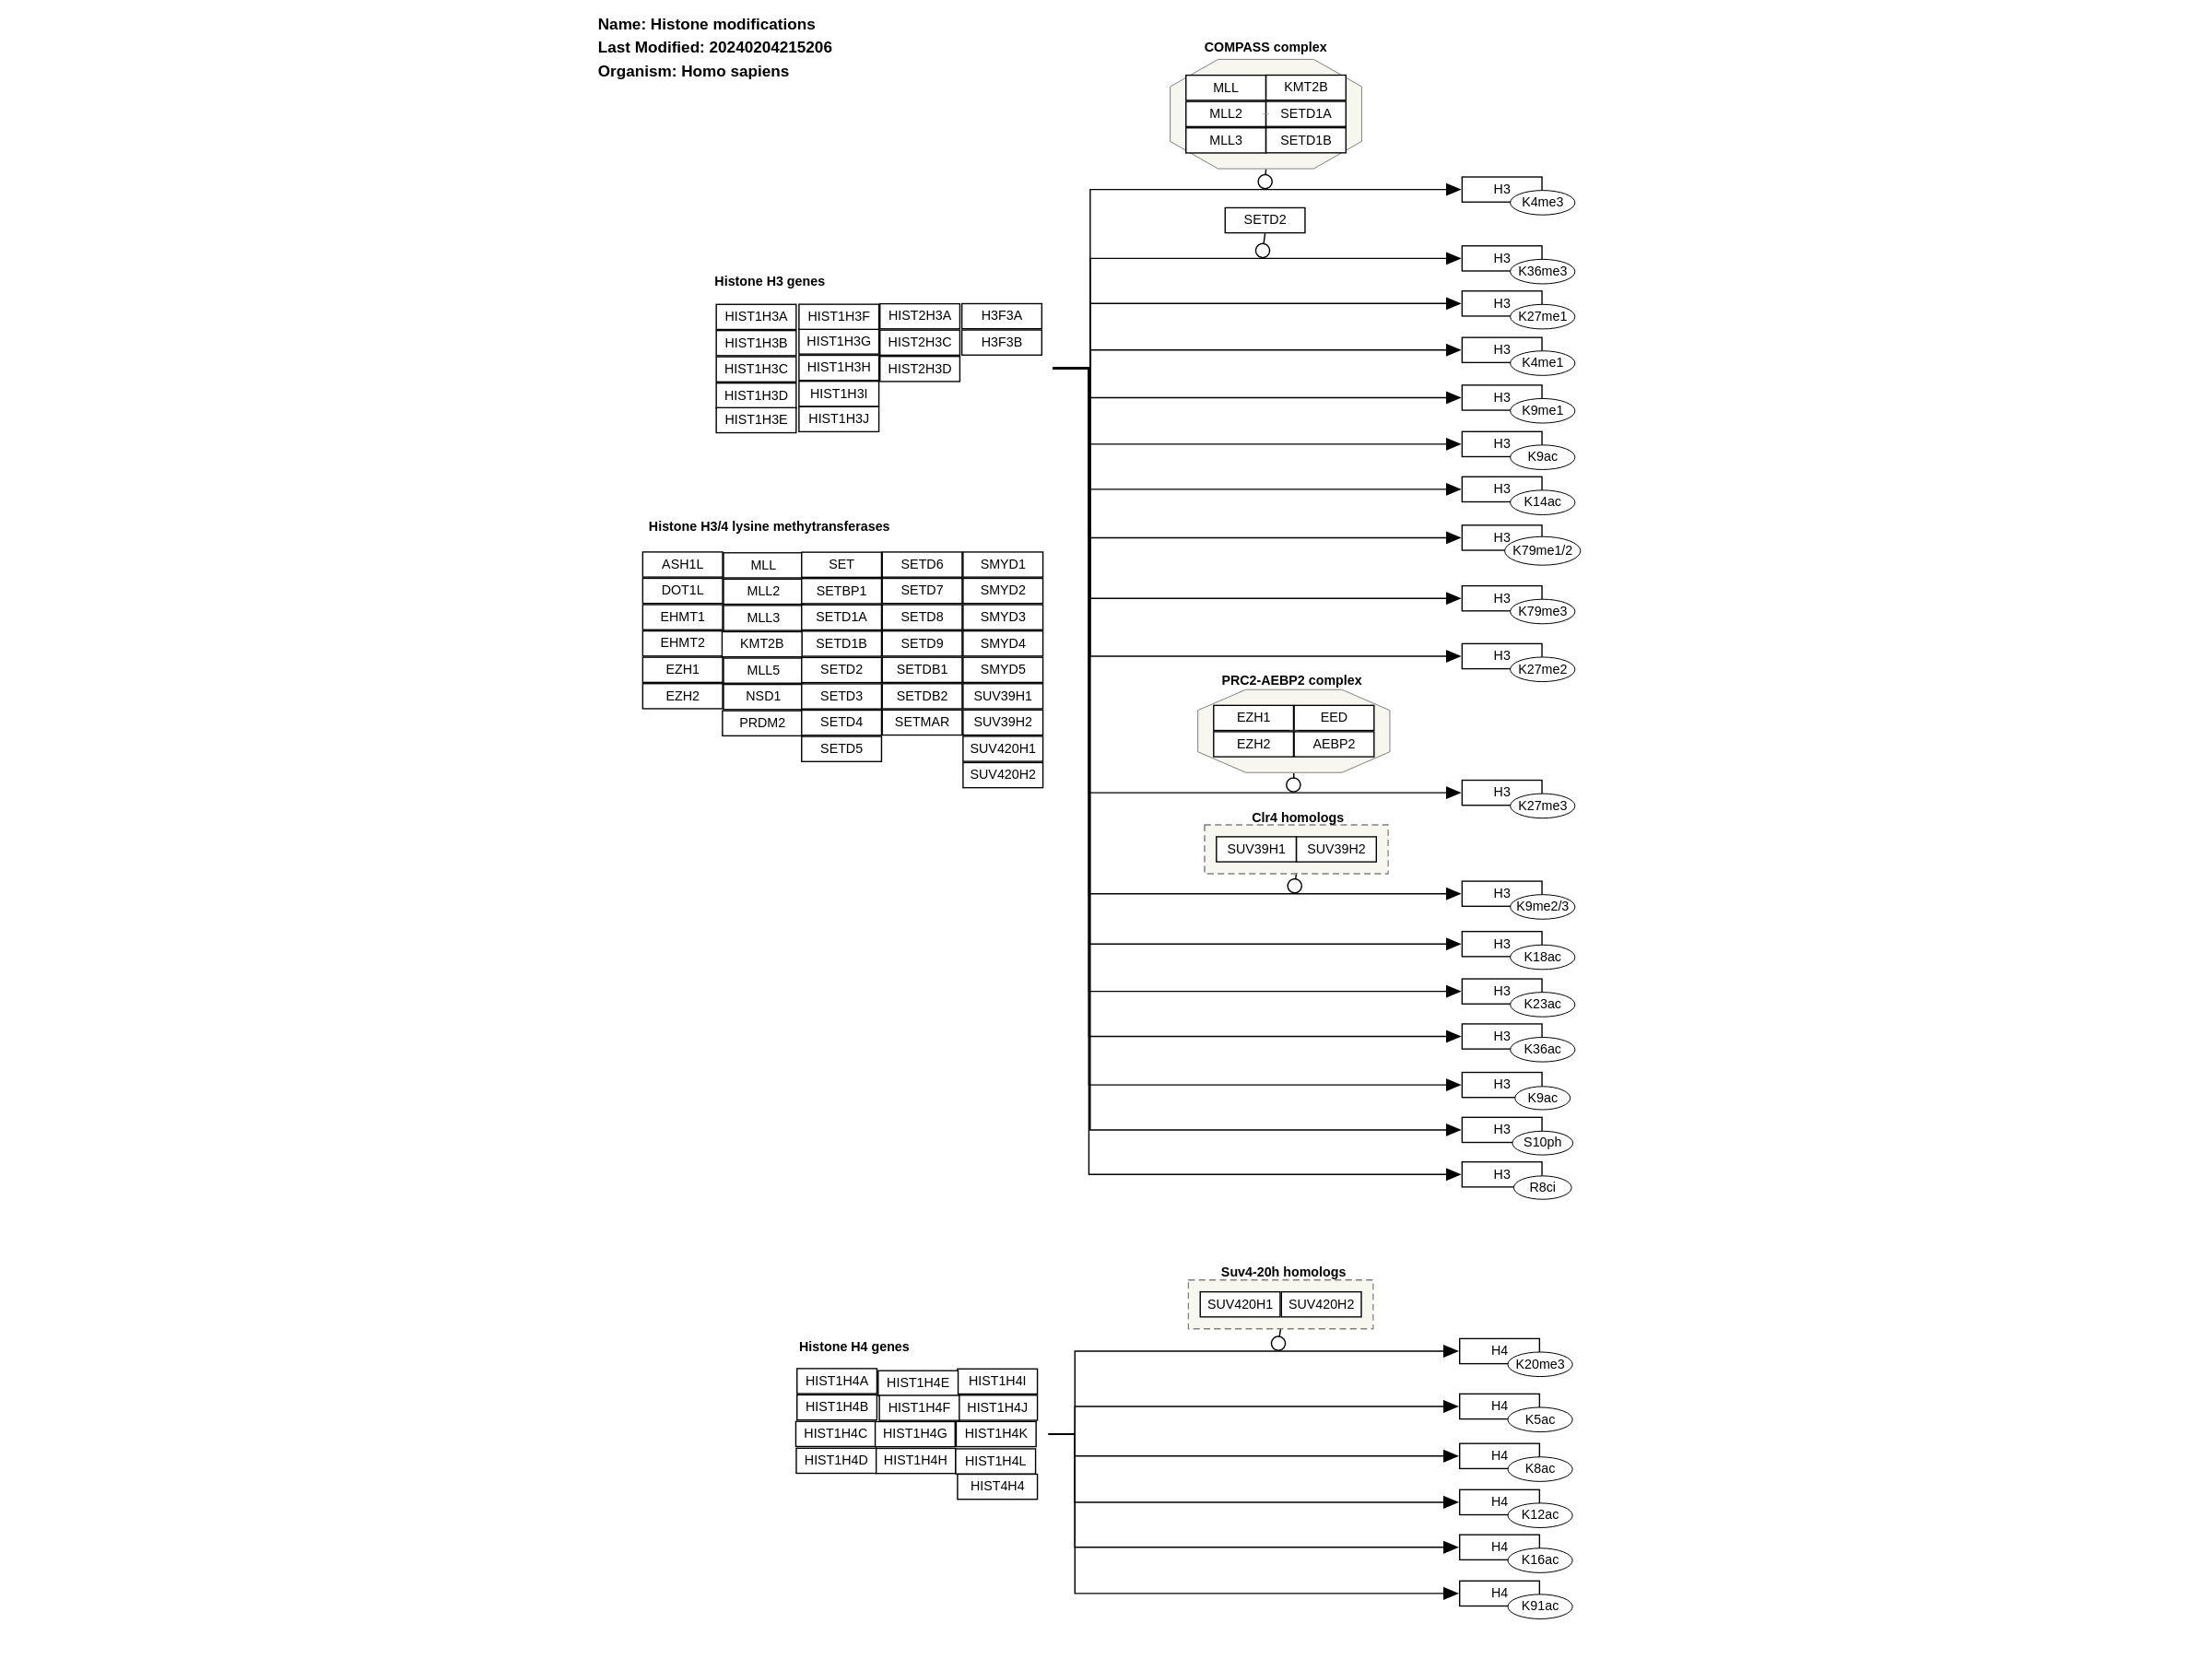 Name: Histone modifications
Last Modified: 20240204215206
Organism: Homo sapiens
COMPASS complex
MLL KMT2B
MLL2 SETD1A
MLL3 SETD1B
H3
K4me3
SETD2
H3
K36me3
H3
K27me1
H3
K4me1
H3
K9me1
H3
K9ac
H3
K14ac
H3
K79me1/2
H3
K79me3
H3
K27me2
Histone H3 genes
HIST1H3A HIST1H3F HIST2H3A H3F3A
HIST1H3B HIST1H3G HIST2H3C H3F3B
HIST1H3C HIST1H3H HIST2H3D
HIST1H3D HIST1H3I
HIST1H3E HIST1H3J
Histone H3/4 lysine methytransferases
ASH1L MLL SET SETD6 SMYD1
DOT1L MLL2 SETBP1 SETD7 SMYD2
EHMT1 MLL3 SETD1A SETD8 SMYD3
EHMT2 KMT2B SETD1B SETD9 SMYD4
EZH1 MLL5 SETD2 SETDB1 SMYD5
EZH2 NSD1 SETD3 SETDB2 SUV39H1
PRDM2 SETD4 SETMAR SUV39H2
SETD5 SUV420H1
SUV420H2
PRC2-AEBP2 complex
EZH1 EED
EZH2 AEBP2
H3
K27me3
Clr4 homologs
SUV39H1 SUV39H2
H3
K9me2/3
H3
K18ac
H3
K23ac
H3
K36ac
H3
K9ac
H3
S10ph
H3
R8ci
Suv4-20h homologs
SUV420H1 SUV420H2
Histone H4 genes
HIST1H4A HIST1H4E HIST1H4I
HIST1H4B HIST1H4F HIST1H4J
HIST1H4C HIST1H4G HIST1H4K
HIST1H4D HIST1H4H HIST1H4L
HIST4H4
H4
K20me3
H4
K5ac
H4
K8ac
H4
K12ac
H4
K16ac
H4
K91ac